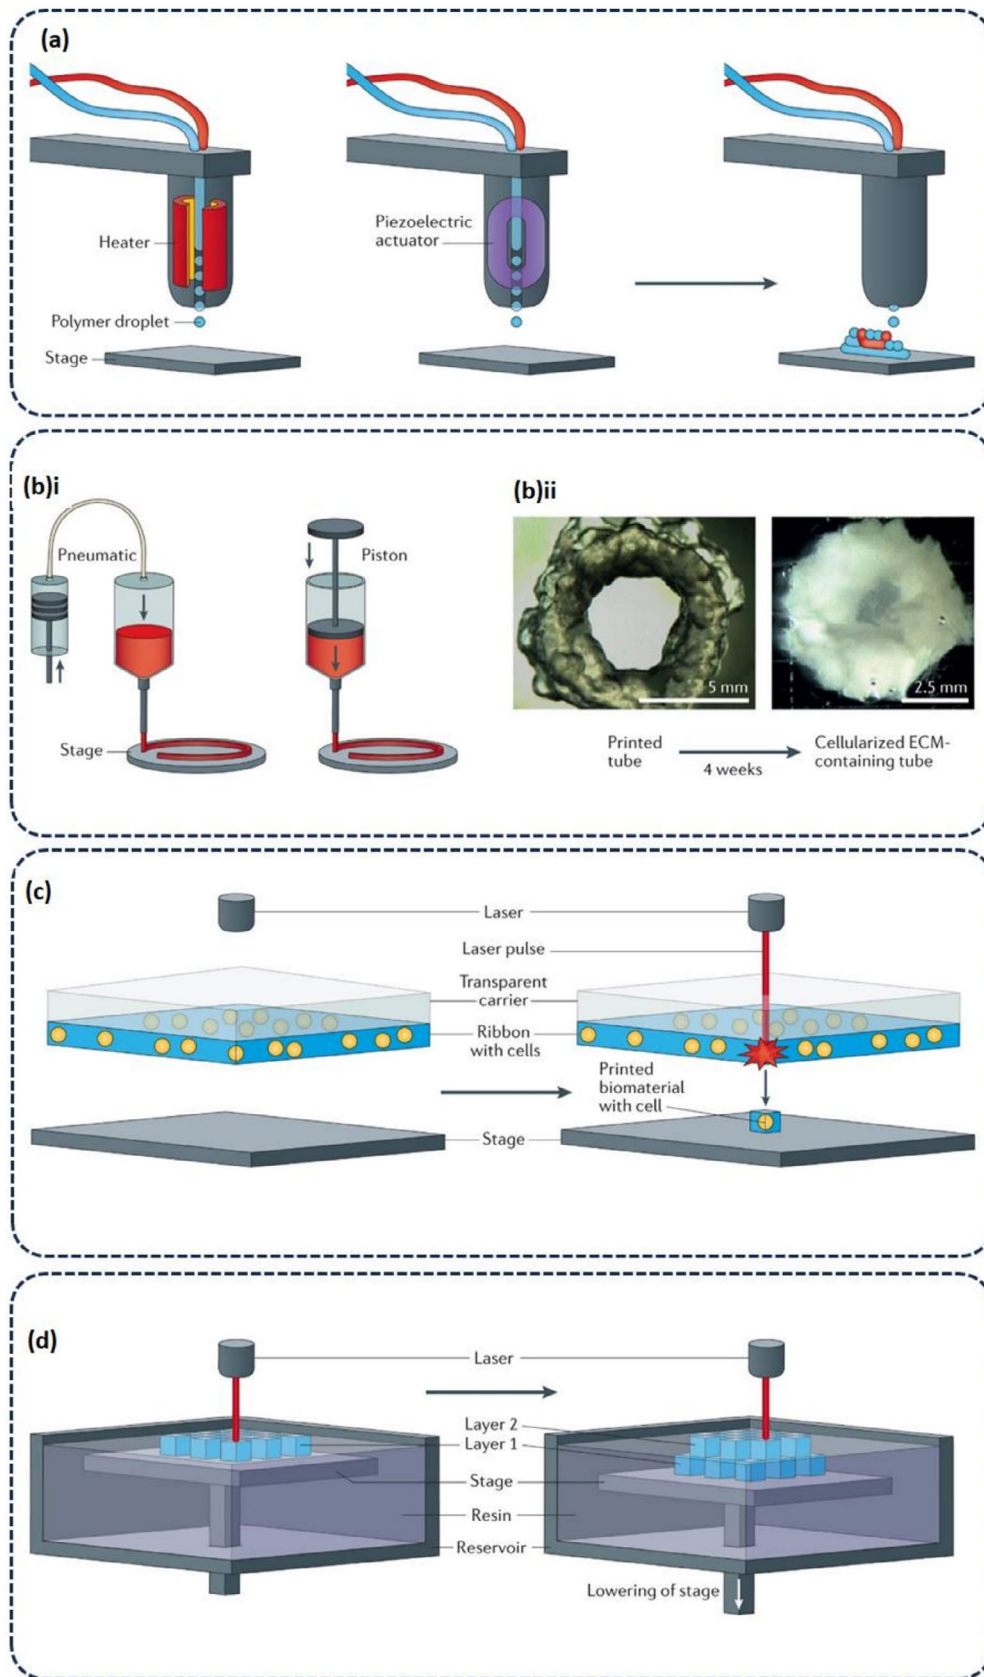 (a)
Heater
Piezoelectric
actuator
Polymer droplet
Stage
(b)i
Pneumatic
Piston
Stage
(b)ii
5 mm
2.5 mm
Printed
tube
4 weeks
Cellularized ECM-
containing tube
(c)
Laser
Laser pulse
Transparent
carrier
Ribbon
with cells
Printed
biomaterial
with cell
Stage
(d)
Laser
Layer 2
Layer 1
Stage
Resin
Reservoir
Lowering of stage